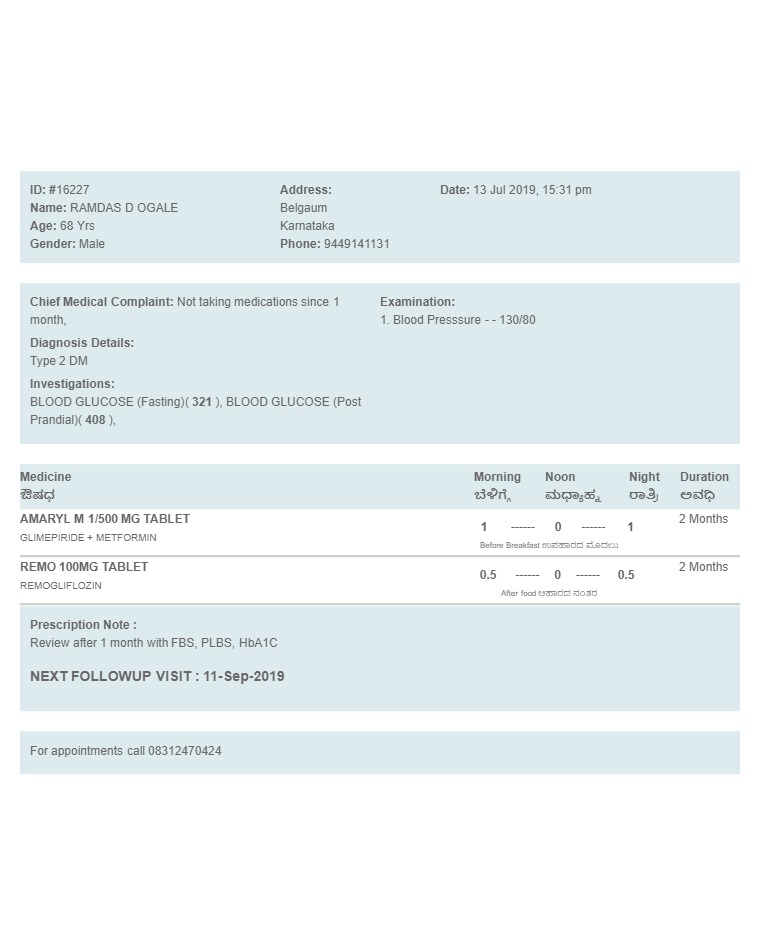 ID: #16227
Name: RAMDAS D OGALE
Age: 68 Yrs
Gender: Male
Address:
Belgaum
Karnataka
Phone: 9449141131
Date: 13 Jul 2019, 15:31 pm
Chief Medical Complaint: Not taking medications since 1
month,
Diagnosis Details:
Type 2 DM
Investigations:
BLOOD GLUCOSE (Fasting)( 321 ), BLOOD GLUCOSE (Post
Prandial)( 408 ),
Examination:
1. Blood Presssure - - 130/80
Medicine Morning Noon Night Duration
ಔಷಧ ಬೆಳಿಗ್ಗೆ ಮಧ್ಯಾಹ್ನ ರಾತ್ರಿ ಅವಧಿ
AMARYL M 1/500 MG TABLET 1 ------ 0 ------ 1 2 Months
GLIMEPIRIDE + METFORMIN Before Breakfast ಉಪಹಾರದ ಮೊದಲು
REMO 100MG TABLET 0.5 ------ 0 ------ 0.5 2 Months
REMOGLIFLOZIN After food ಆಹಾರದ ನಂತರ
Prescription Note :
Review after 1 month with FBS, PLBS, HbA1C
NEXT FOLLOWUP VISIT : 11-Sep-2019
For appointments call 08312470424